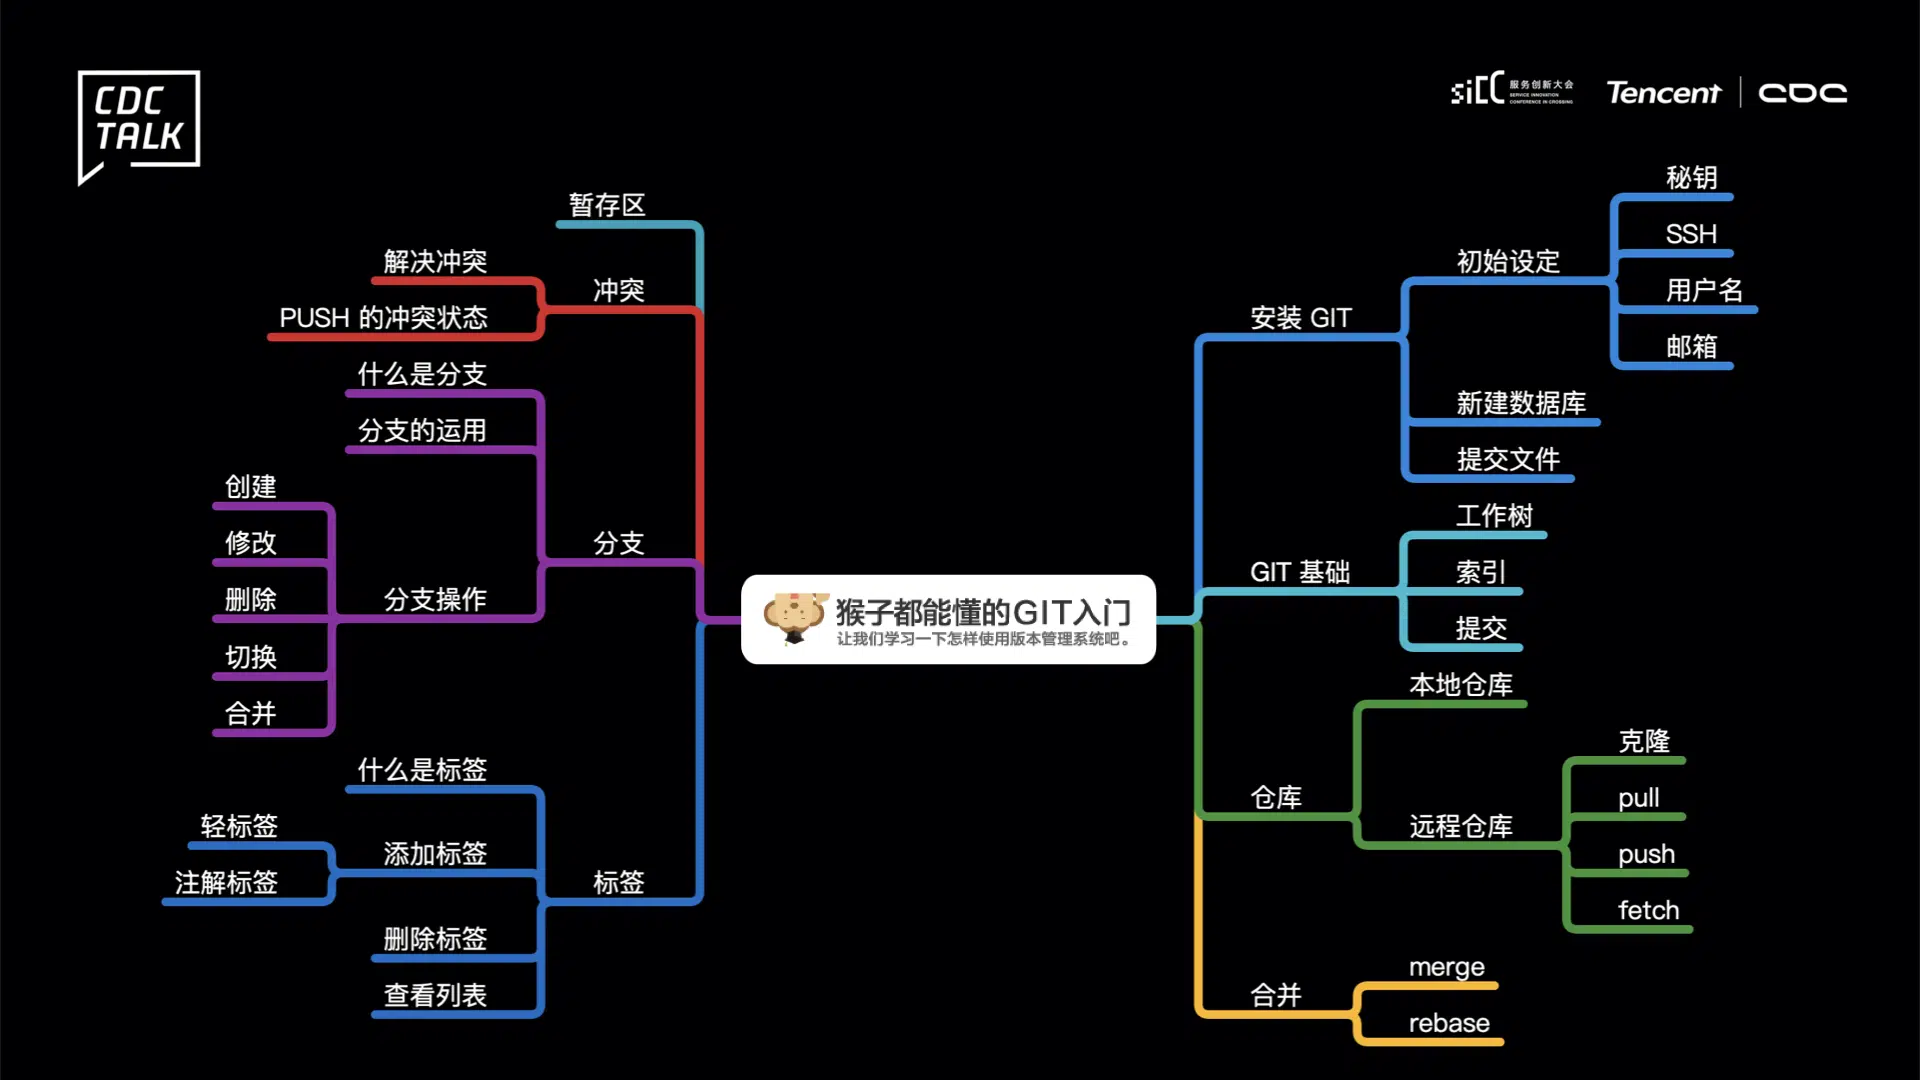 CDC
TALK
SiCC
服务创新大会
SERVICE INNOVATION
CONFERENCE IN CROSSING
Tencent
CDC
暂存区
解决冲突
冲突
PUSH 的冲突状态
什么是分支
分支的运用
创建
修改
分支
删除
分支操作
切换
合并
什么是标签
轻标签
添加标签
注解标签
标签
删除标签
查看列表
猴子都能懂的GIT入门
让我们学习一下怎样使用版本管理系统吧。
秘钥
SSH
初始设定
用户名
安装 GIT
邮箱
新建数据库
提交文件
工作树
GIT 基础
索引
提交
本地仓库
克隆
仓库
pull
远程仓库
push
fetch
merge
合并
rebase